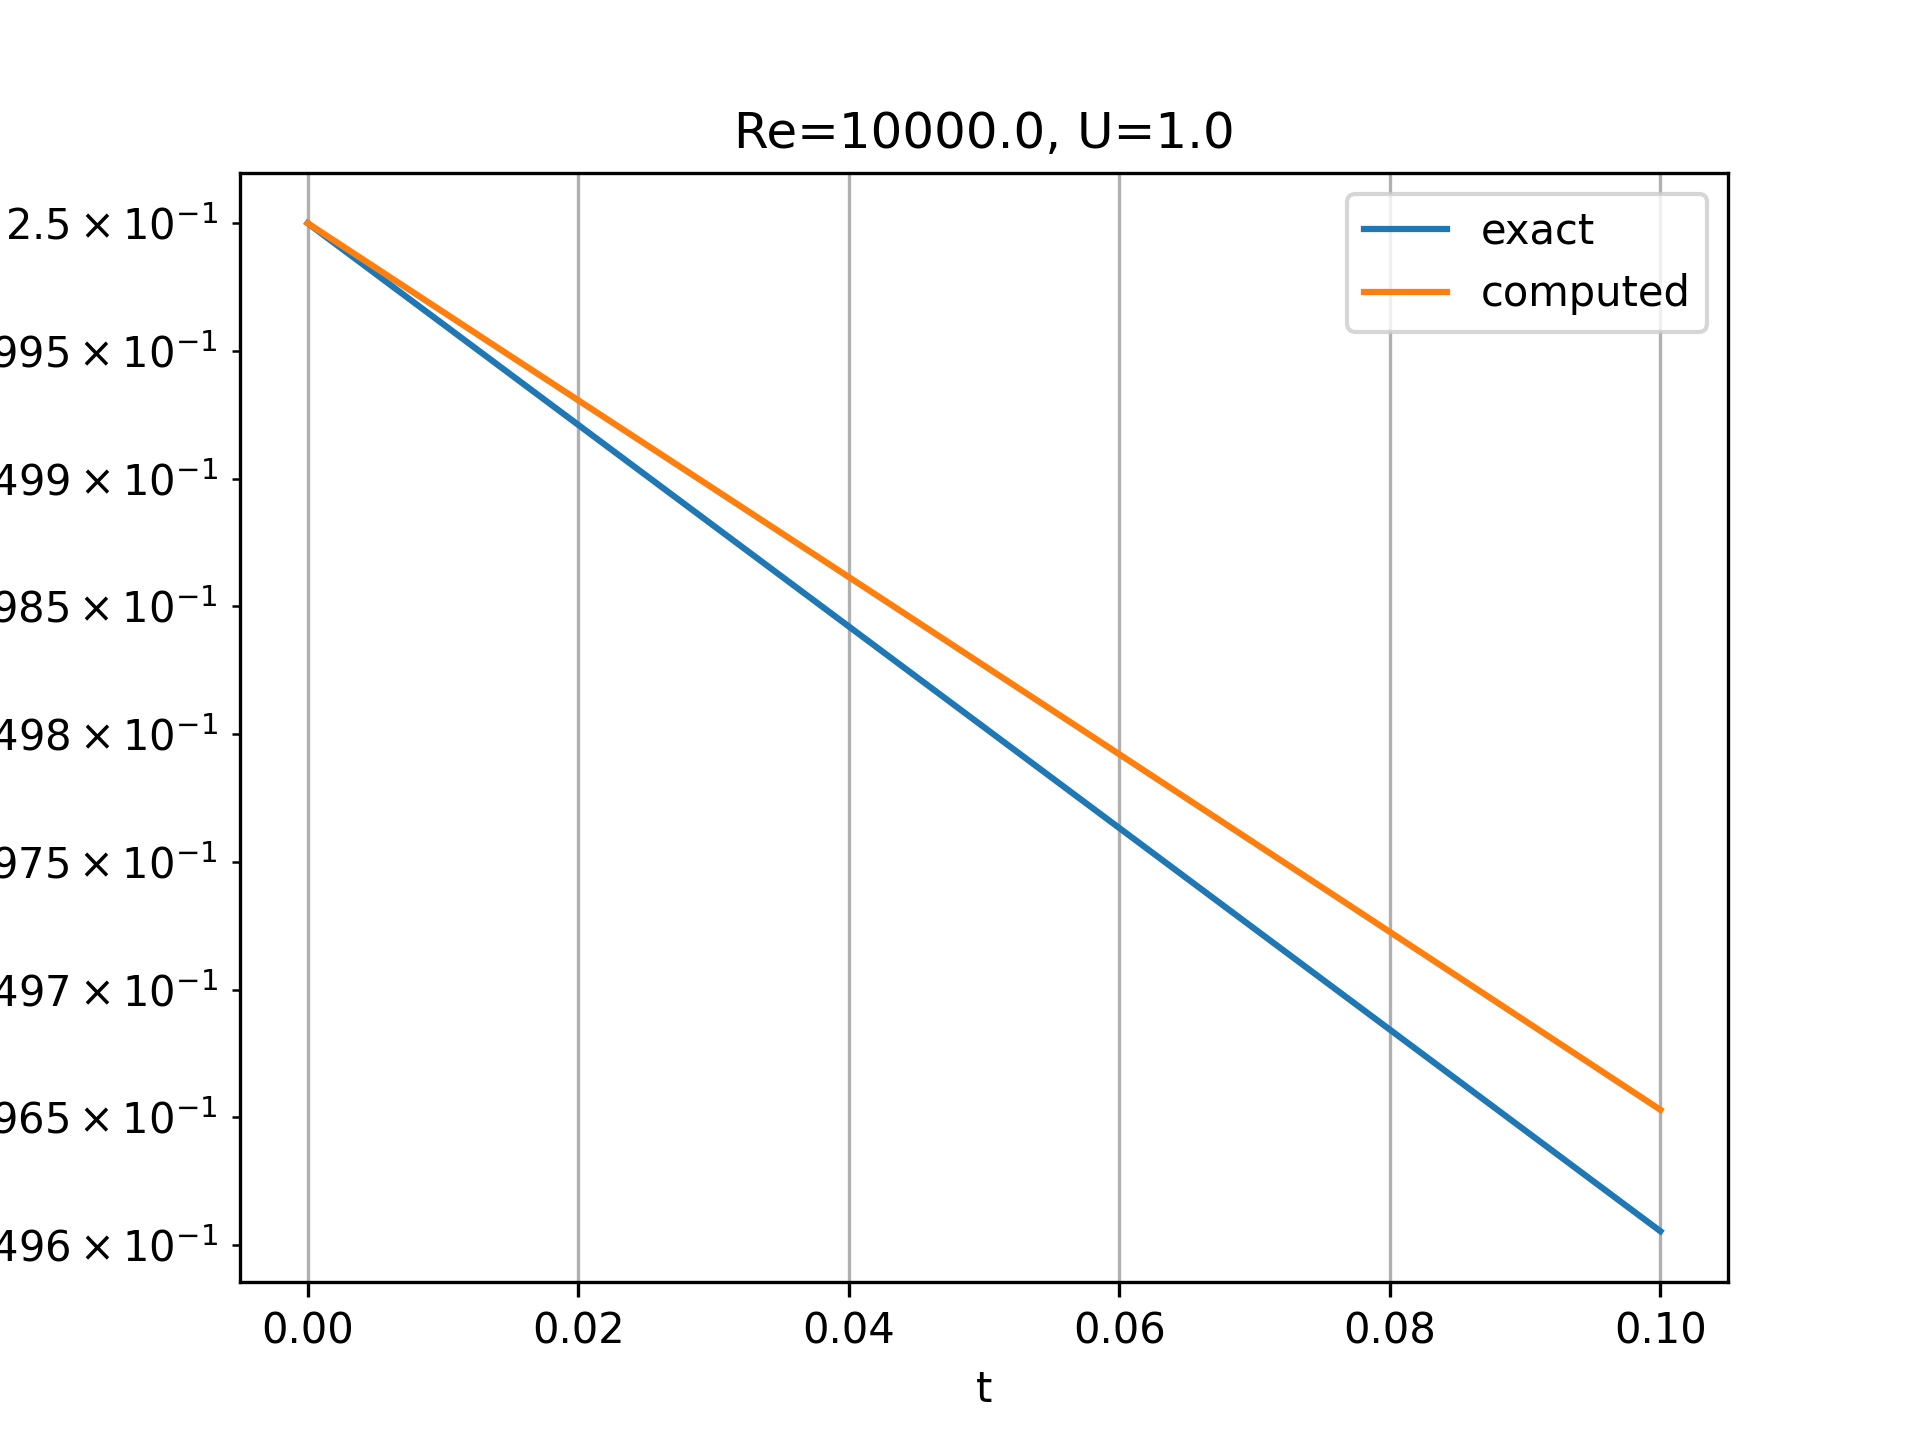 Re=10000.0, U=1.0
exact
computed
2.5 × 10⁻¹
995 × 10⁻¹
499 × 10⁻¹
985 × 10⁻¹
498 × 10⁻¹
975 × 10⁻¹
497 × 10⁻¹
965 × 10⁻¹
496 × 10⁻¹
0.00 0.02 0.04 0.06 0.08 0.10
t